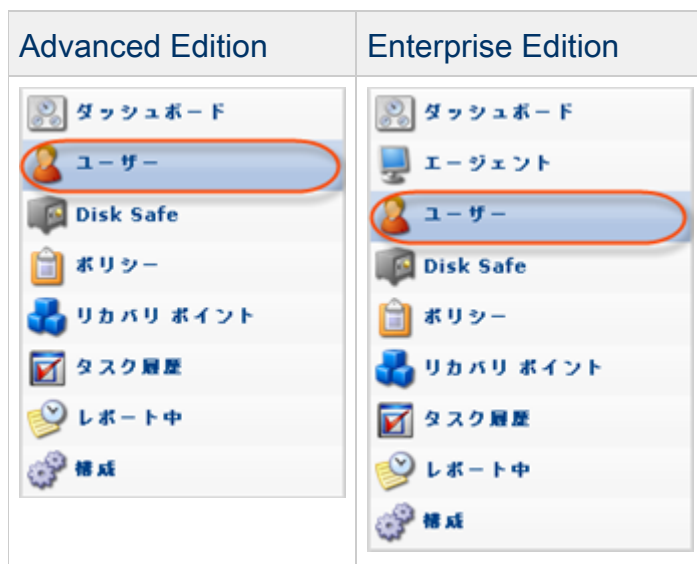 Advanced Edition
Enterprise Edition
ダッシュボード
ユーザー
Disk Safe
ポリシー
リカバリ ポイント
タスク履歴
レポート中
構成
ダッシュボード
エージェント
ユーザー
Disk Safe
ポリシー
リカバリ ポイント
タスク履歴
レポート中
構成